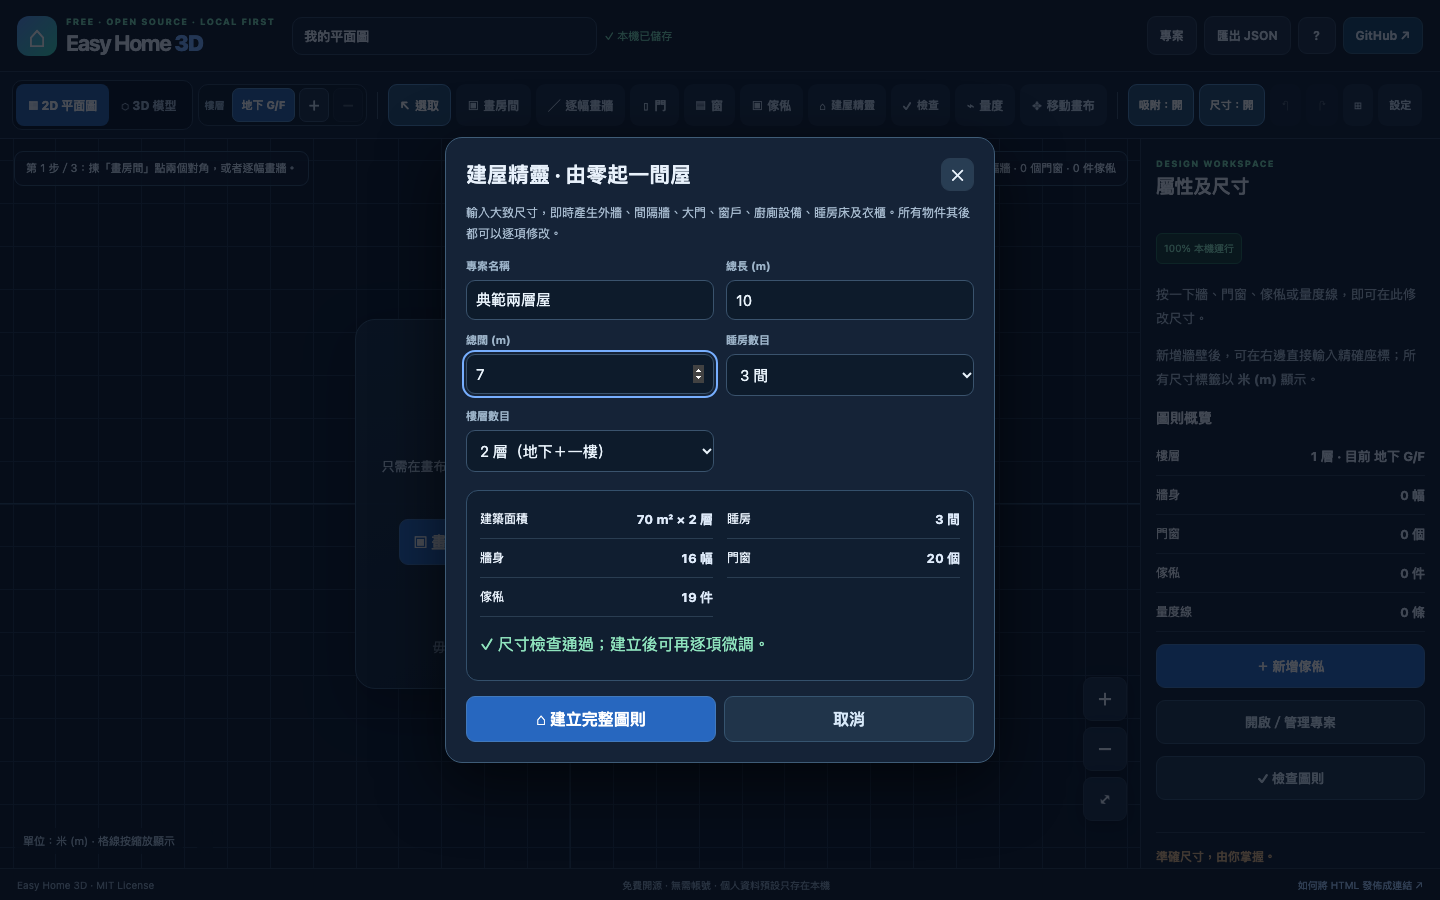 FREE · OPEN SOURCE · LOCAL FIRST
Easy Home 3D
我的平面圖
✓ 本機已儲存
專案
匯出 JSON
?
GitHub ↗
2D 平面圖
3D 模型
樓層
地下 G/F
+
−
選取
畫房間
逐幅畫牆
門
窗
傢俬
建屋精靈
✓ 檢查
量度
移動畫布
吸附：開
尺寸：開
設定
第 1 步 / 3：揀「畫房間」點兩個對角，或者逐幅畫牆。
牆 · 0 個門窗 · 0 件傢俬
建屋精靈 · 由零起一間屋
✕
輸入大致尺寸，即時產生外牆、間隔牆、大門、窗戶、廚廁設備、睡房床及衣櫃。所有物件其後
都可以逐項修改。
專案名稱
總長 (m)
典範兩層屋
10
總闊 (m)
睡房數目
7
3 間
樓層數目
2 層（地下＋一樓）
建築面積 70 m² × 2 層
睡房 3 間
牆身 16 幅
門窗 20 個
傢俬 19 件
✓ 尺寸檢查通過；建立後可再逐項微調。
⌂ 建立完整圖則
取消
只需在畫布
畫
DESIGN WORKSPACE
屬性及尺寸
100% 本機運行
按一下牆、門窗、傢俬或量度線，即可在此修
改尺寸。
新增牆壁後，可在右邊直接輸入精確座標；所
有尺寸標籤以 米 (m) 顯示。
圖則概覽
樓層 1 層 · 目前 地下 G/F
牆身 0 幅
門窗 0 個
傢俬 0 件
量度線 0 條
＋ 新增傢俬
開啟 / 管理專案
✓ 檢查圖則
準確尺寸，由你掌握。
+
−
單位：米 (m) · 格線按縮放顯示
Easy Home 3D · MIT License
免費開源 · 無需帳號 · 個人資料預設只存在本機
如何將 HTML 發佈成連結 ↗